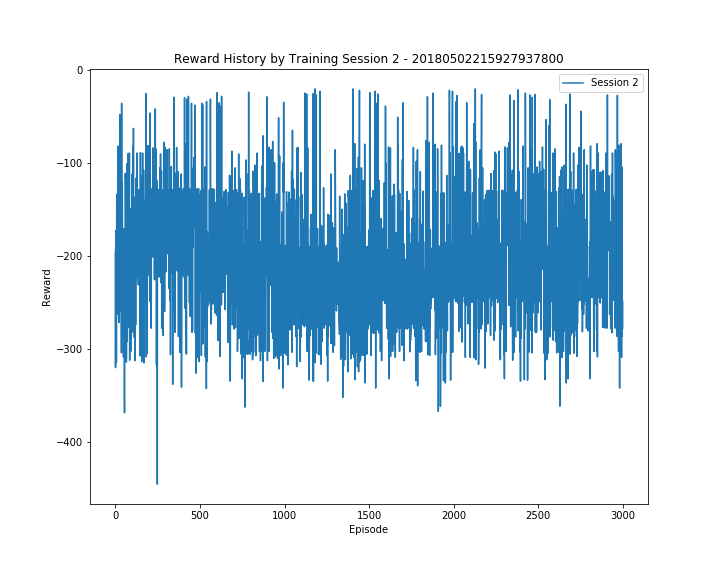 Reward History by Training Session 2 - 20180502215927937800
Session 2
0
−100
−200
−300
−400
Reward
0 500 1000 1500 2000 2500 3000
Episode